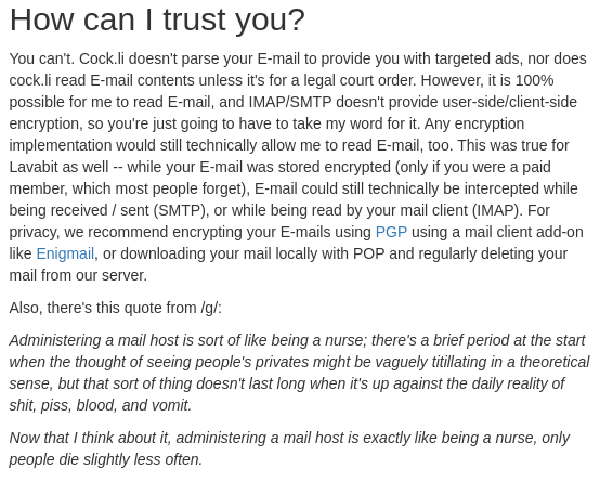 How can I trust you?
You can't. Cock.li doesn't parse your E-mail to provide you with targeted ads, nor does
cock.li read E-mail contents unless it's for a legal court order. However, it is 100%
possible for me to read E-mail, and IMAP/SMTP doesn't provide user-side/client-side
encryption, so you're just going to have to take my word for it. Any encryption
implementation would still technically allow me to read E-mail, too. This was true for
Lavabit as well -- while your E-mail was stored encrypted (only if you were a paid
member, which most people forget), E-mail could still technically be intercepted while
being received / sent (SMTP), or while being read by your mail client (IMAP). For
privacy, we recommend encrypting your E-mails using PGP using a mail client add-on
like Enigmail, or downloading your mail locally with POP and regularly deleting your
mail from our server.
Also, there's this quote from /g/:
Administering a mail host is sort of like being a nurse; there's a brief period at the start
when the thought of seeing people's privates might be vaguely titillating in a theoretical
sense, but that sort of thing doesn't last long when it's up against the daily reality of
shit, piss, blood, and vomit.
Now that I think about it, administering a mail host is exactly like being a nurse, only
people die slightly less often.